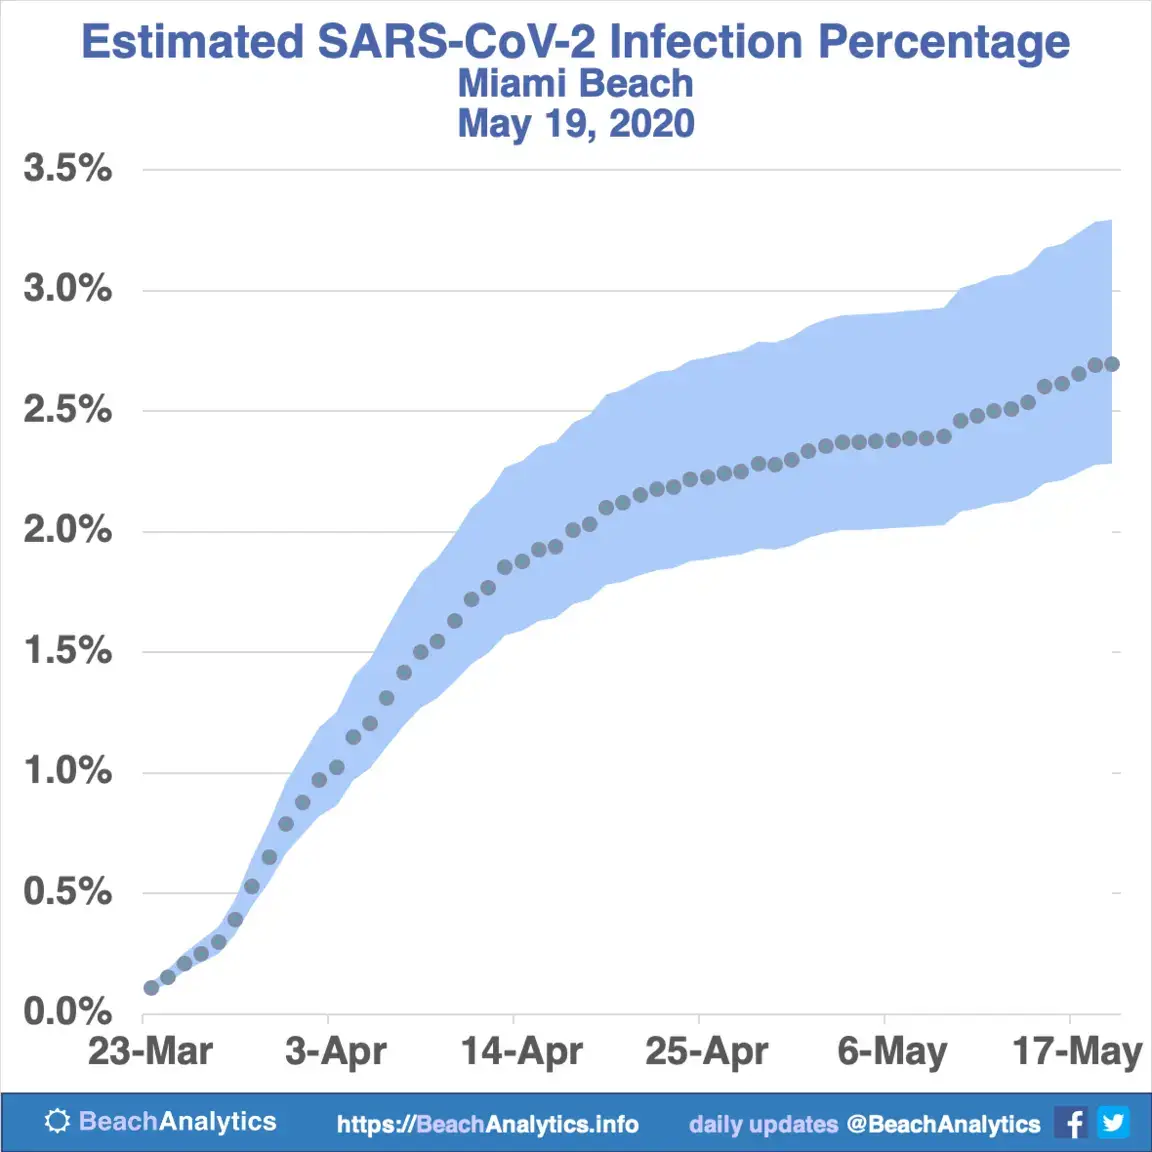 Estimated SARS-CoV-2 Infection Percentage
Miami Beach
May 19, 2020
3.5%
3.0%
2.5%
2.0%
1.5%
1.0%
0.5%
0.0%
23-Mar 3-Apr 14-Apr 25-Apr 6-May 17-May
BeachAnalytics https://BeachAnalytics.info daily updates @BeachAnalytics f